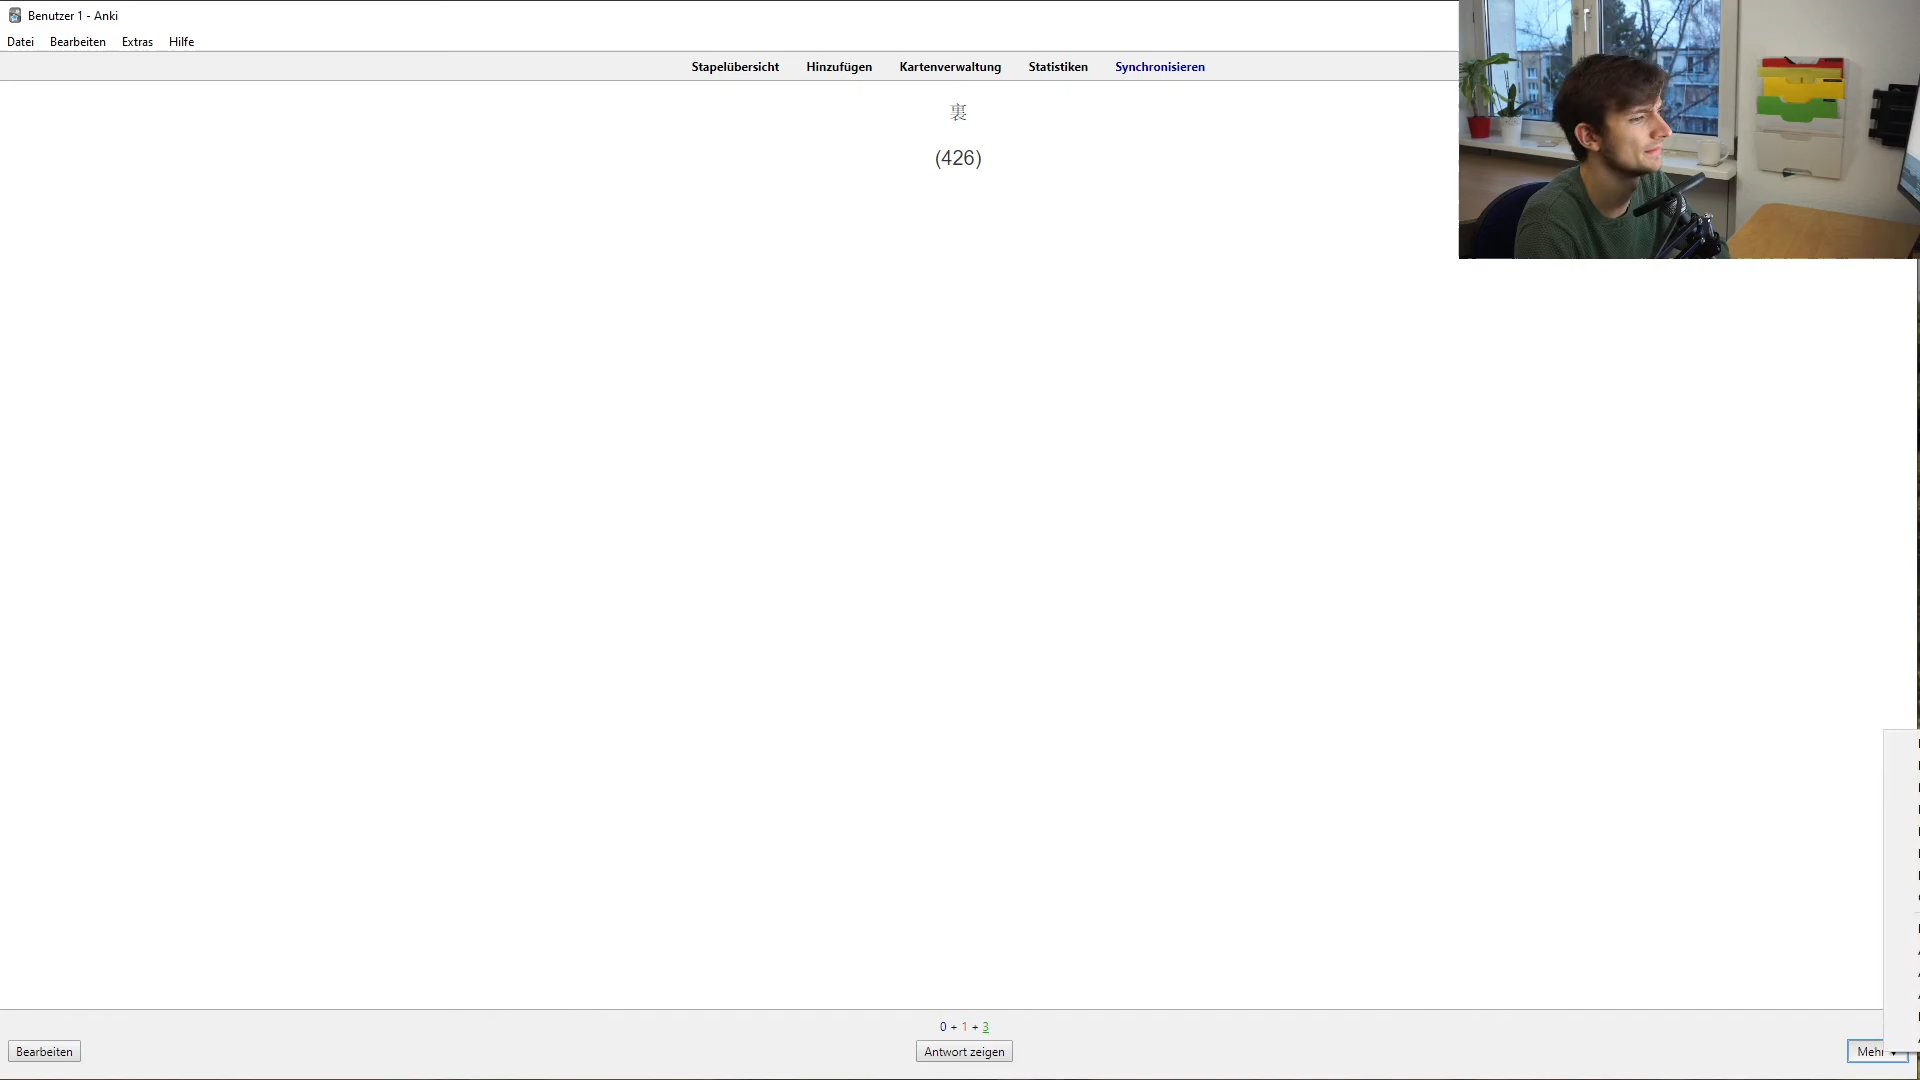 Benutzer 1 - Anki
Datei Bearbeiten Extras Hilfe
Stapelübersicht Hinzufügen Kartenverwaltung Statistiken Synchronisieren
裏
(426)
0 + 1 + 3
Bearbeiten Antwort zeigen Mehr